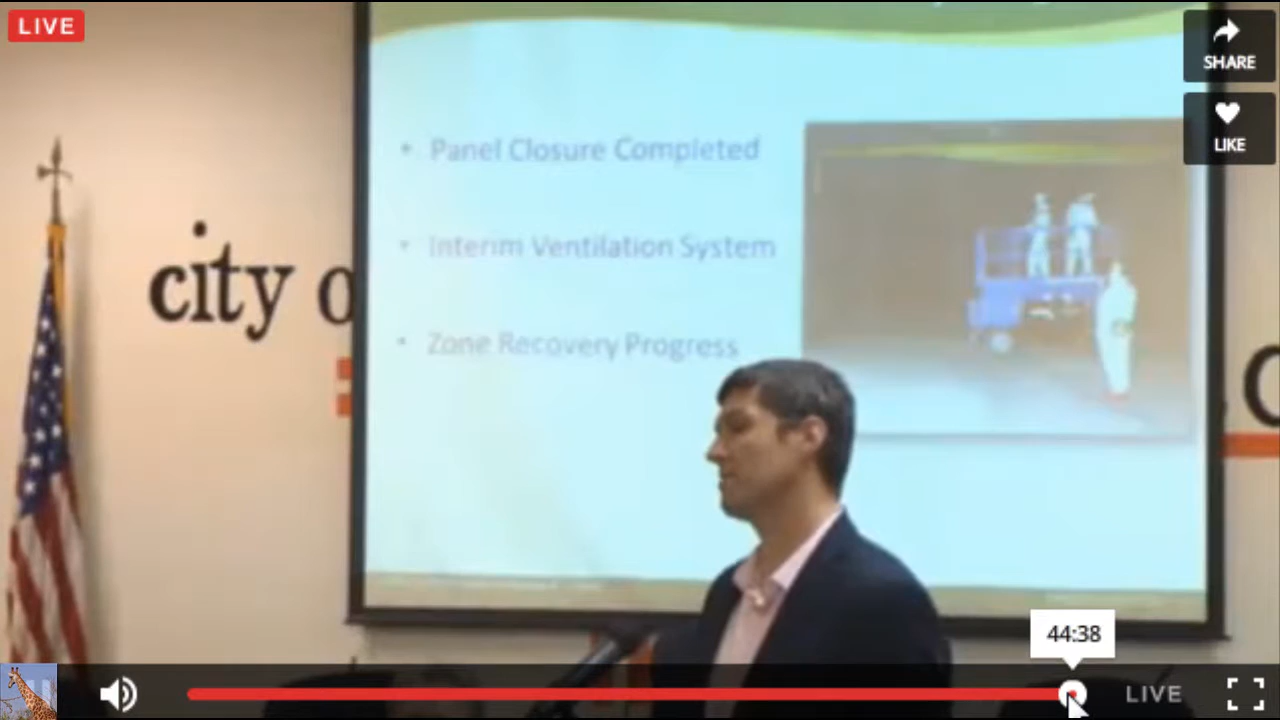 LIVE
SHARE
LIKE
• Panel Closure Completed
• Interim Ventilation System
• Zone Recovery Progress
city o
44:38
LIVE